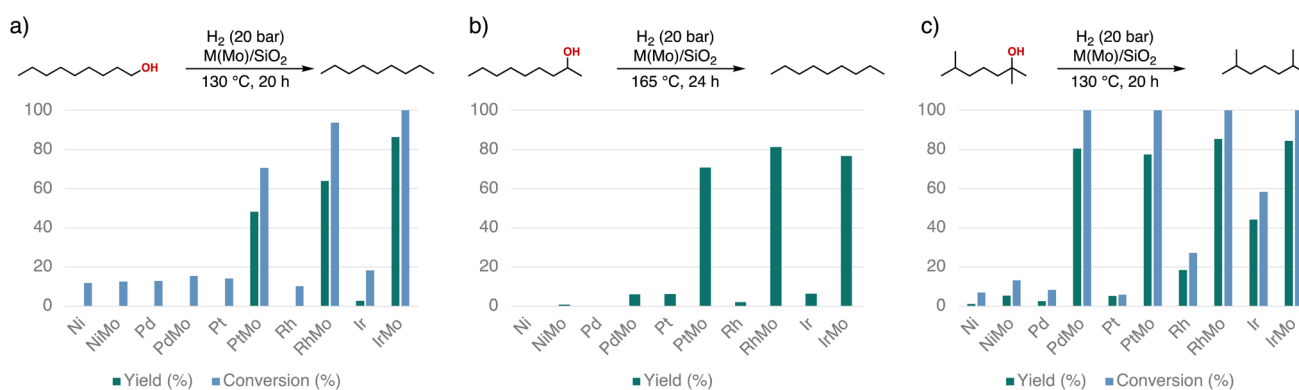 a)
H₂ (20 bar)
M(Mo)/SiO₂
130 °C, 20 h
OH
100
80
60
40
20
0
Ni NiMo Pd PdMo Pt PtMo Rh RhMo Ir IrMo
Yield (%) Conversion (%)
b)
H₂ (20 bar)
M(Mo)/SiO₂
165 °C, 24 h
OH
100
80
60
40
20
0
Ni NiMo Pd PdMo Pt PtMo Rh RhMo Ir IrMo
Yield (%)
c)
H₂ (20 bar)
M(Mo)/SiO₂
130 °C, 20 h
OH
100
80
60
40
20
0
Ni NiMo Pd PdMo Pt PtMo Rh RhMo Ir IrMo
Yield (%) Conversion (%)